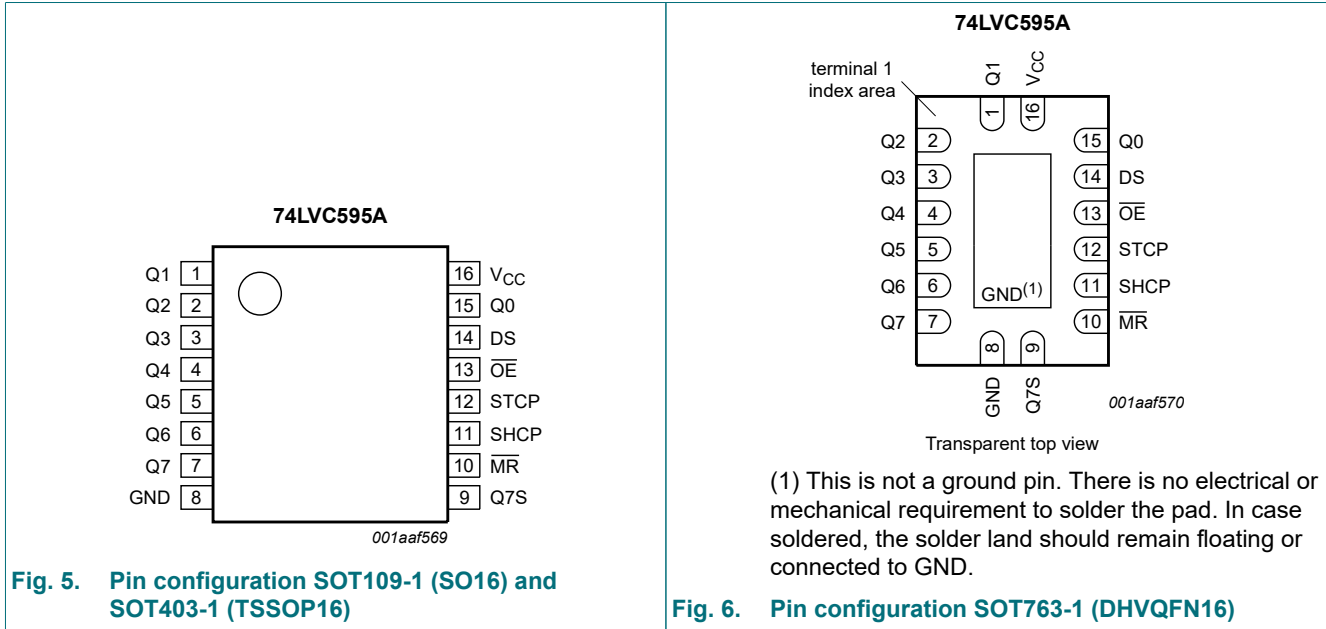 74LVC595A
Q1 1
Q2 2
Q3 3
Q4 4
Q5 5
Q6 6
Q7 7
GND 8
16 VCC
15 Q0
14 DS
13 O̅E̅
12 STCP
11 SHCP
10 M̅R̅
9 Q7S
001aaf569
Fig. 5. Pin configuration SOT109-1 (SO16) and
SOT403-1 (TSSOP16)
74LVC595A
terminal 1
index area
Q1 VCC
1 16
Q2 2
Q3 3
Q4 4
Q5 5
Q6 6
Q7 7
15 Q0
14 DS
13 O̅E̅
12 STCP
11 SHCP
10 M̅R̅
GND(1)
8 9
GND Q7S
001aaf570
Transparent top view
(1) This is not a ground pin. There is no electrical or
mechanical requirement to solder the pad. In case
soldered, the solder land should remain floating or
connected to GND.
Fig. 6. Pin configuration SOT763-1 (DHVQFN16)